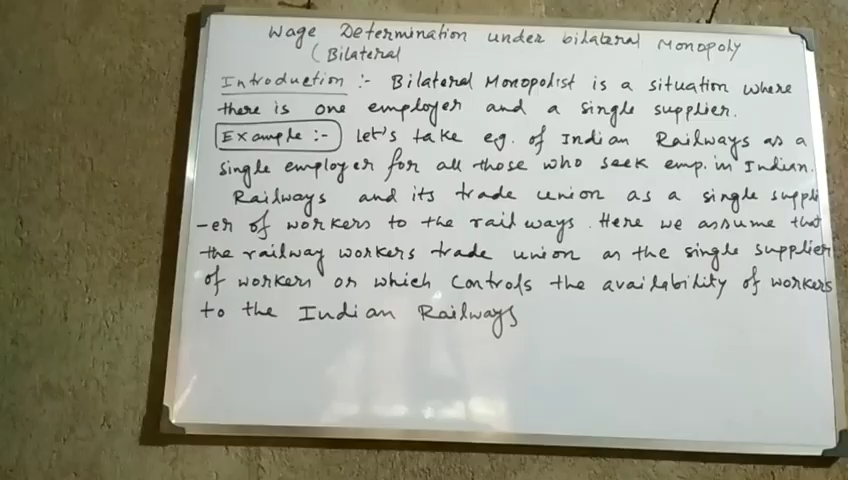 Wage Determination under bilateral Monopoly
(Bilateral
Introduction :- Bilateral Monopolist is a situation where
there is one employer and a single supplier.
Example :- Let's take eg. of Indian Railways as a
single employer for all those who seek emp. in Indian.
Railways and its trade union as a single suppli
-er of workers to the railways. Here we assume that
the railway workers trade union as the single supplier
of workers or which controls the availability of workers
to the Indian Railways